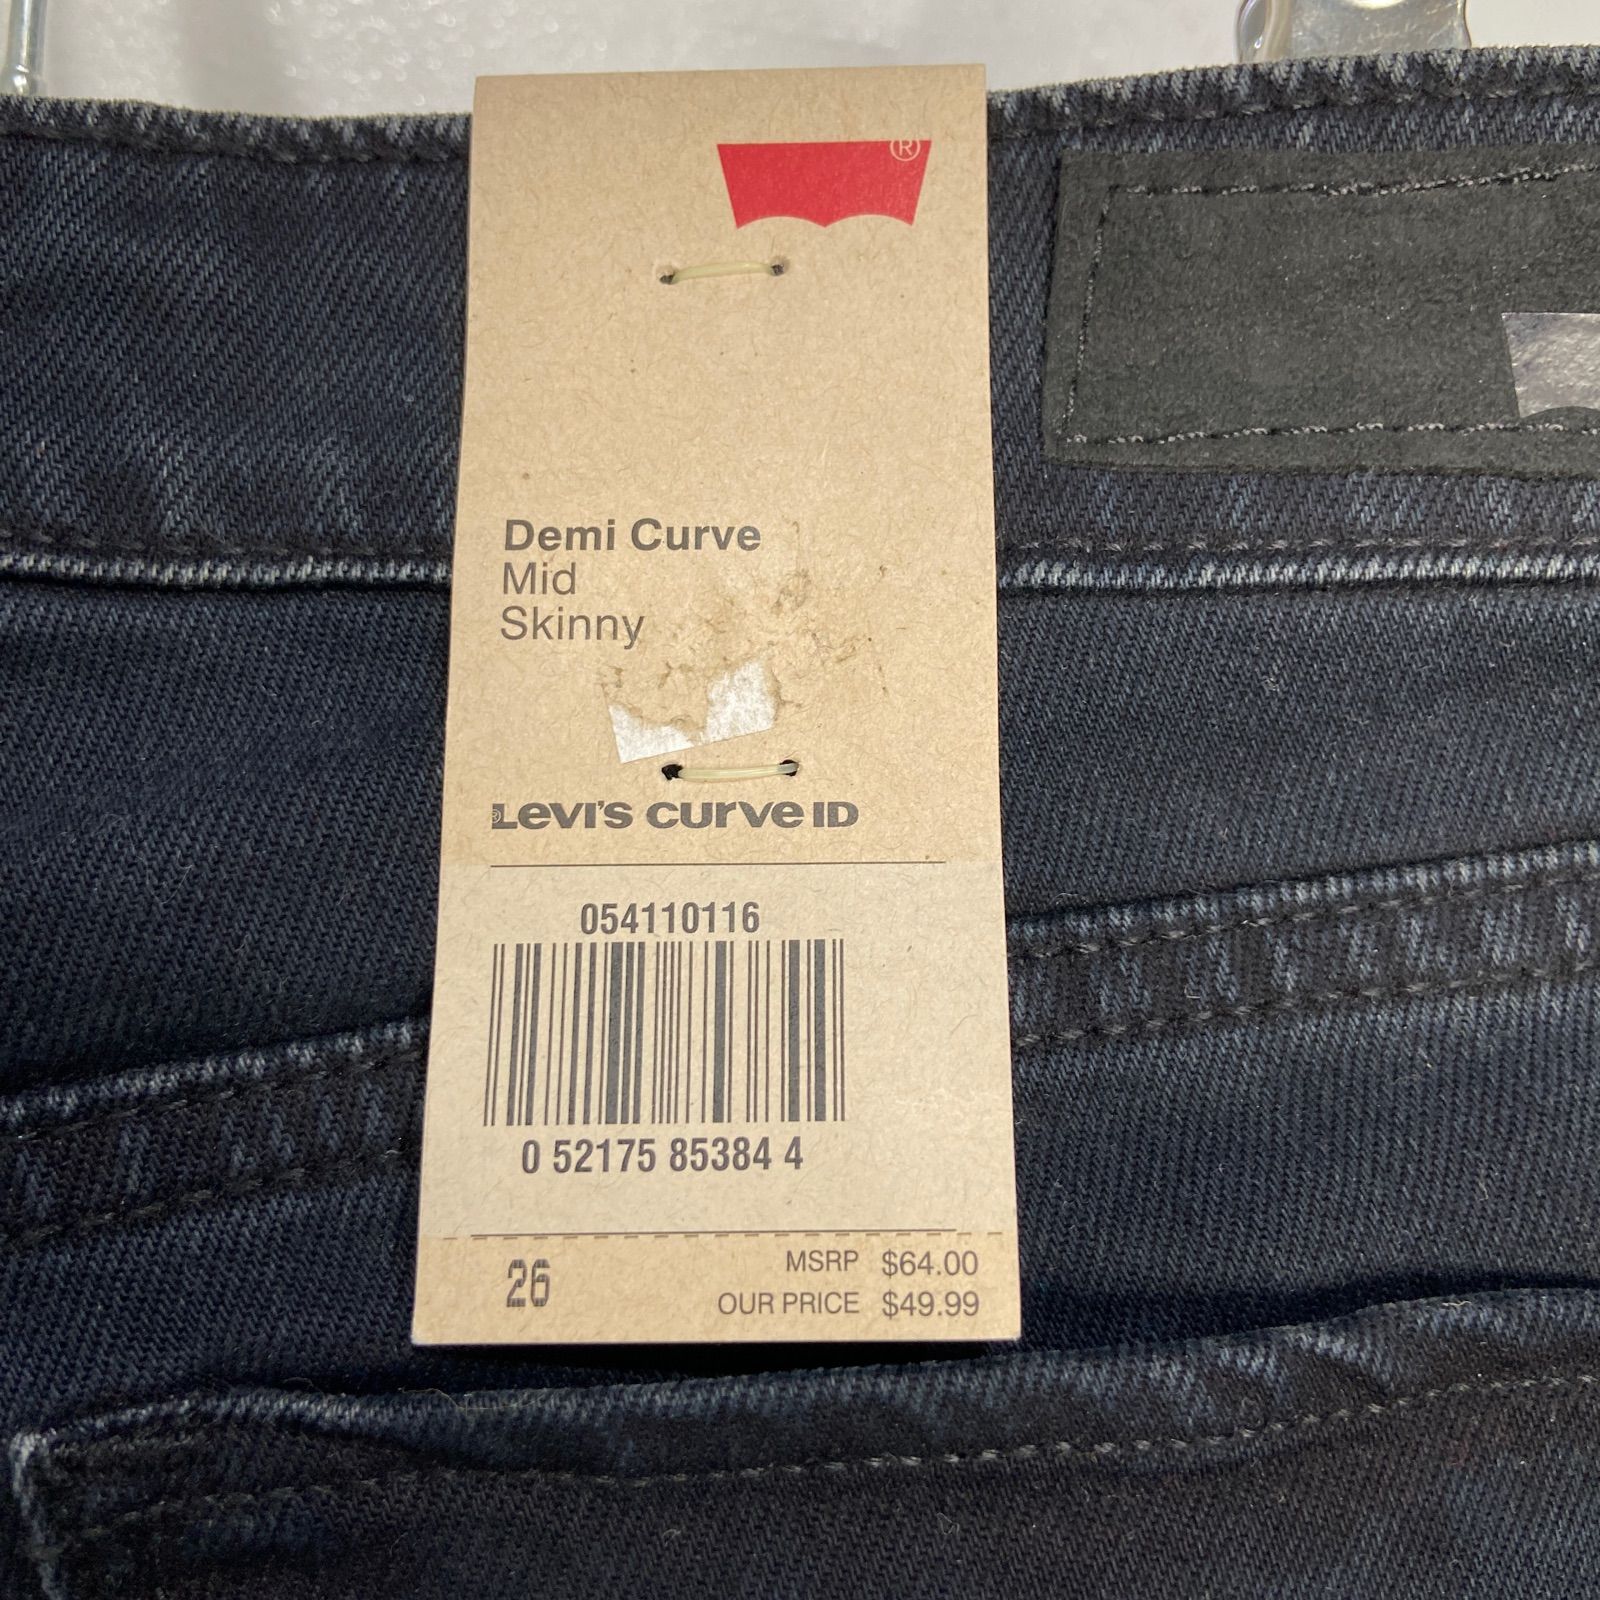 ®
Demi Curve
Mid
Skinny
®Levi's curve ID
054110116
0 52175 85384 4
26
MSRP $64.00
OUR PRICE $49.99